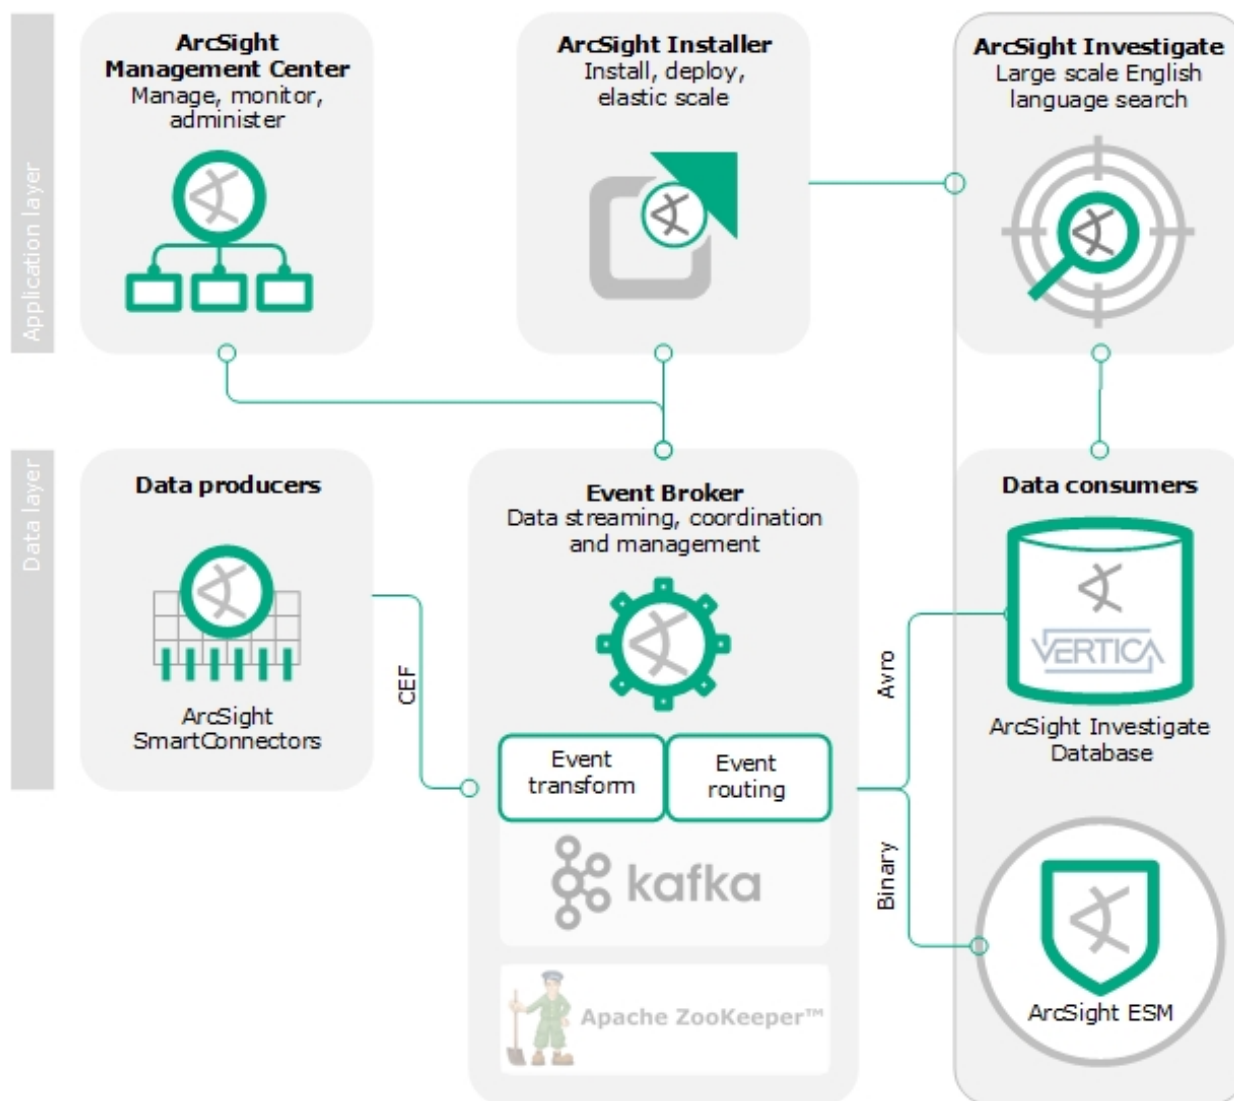 Application layer
ArcSight
Management Center
Manage, monitor,
administer
ArcSight Installer
Install, deploy,
elastic scale
ArcSight Investigate
Large scale English
language search
Data layer
Data producers
ArcSight
SmartConnectors
CEF
Event Broker
Data streaming, coordination
and management
Event
transform
Event
routing
kafka
Apache ZooKeeper™
Avro
Binary
Data consumers
VERTICA
ArcSight Investigate
Database
ArcSight ESM